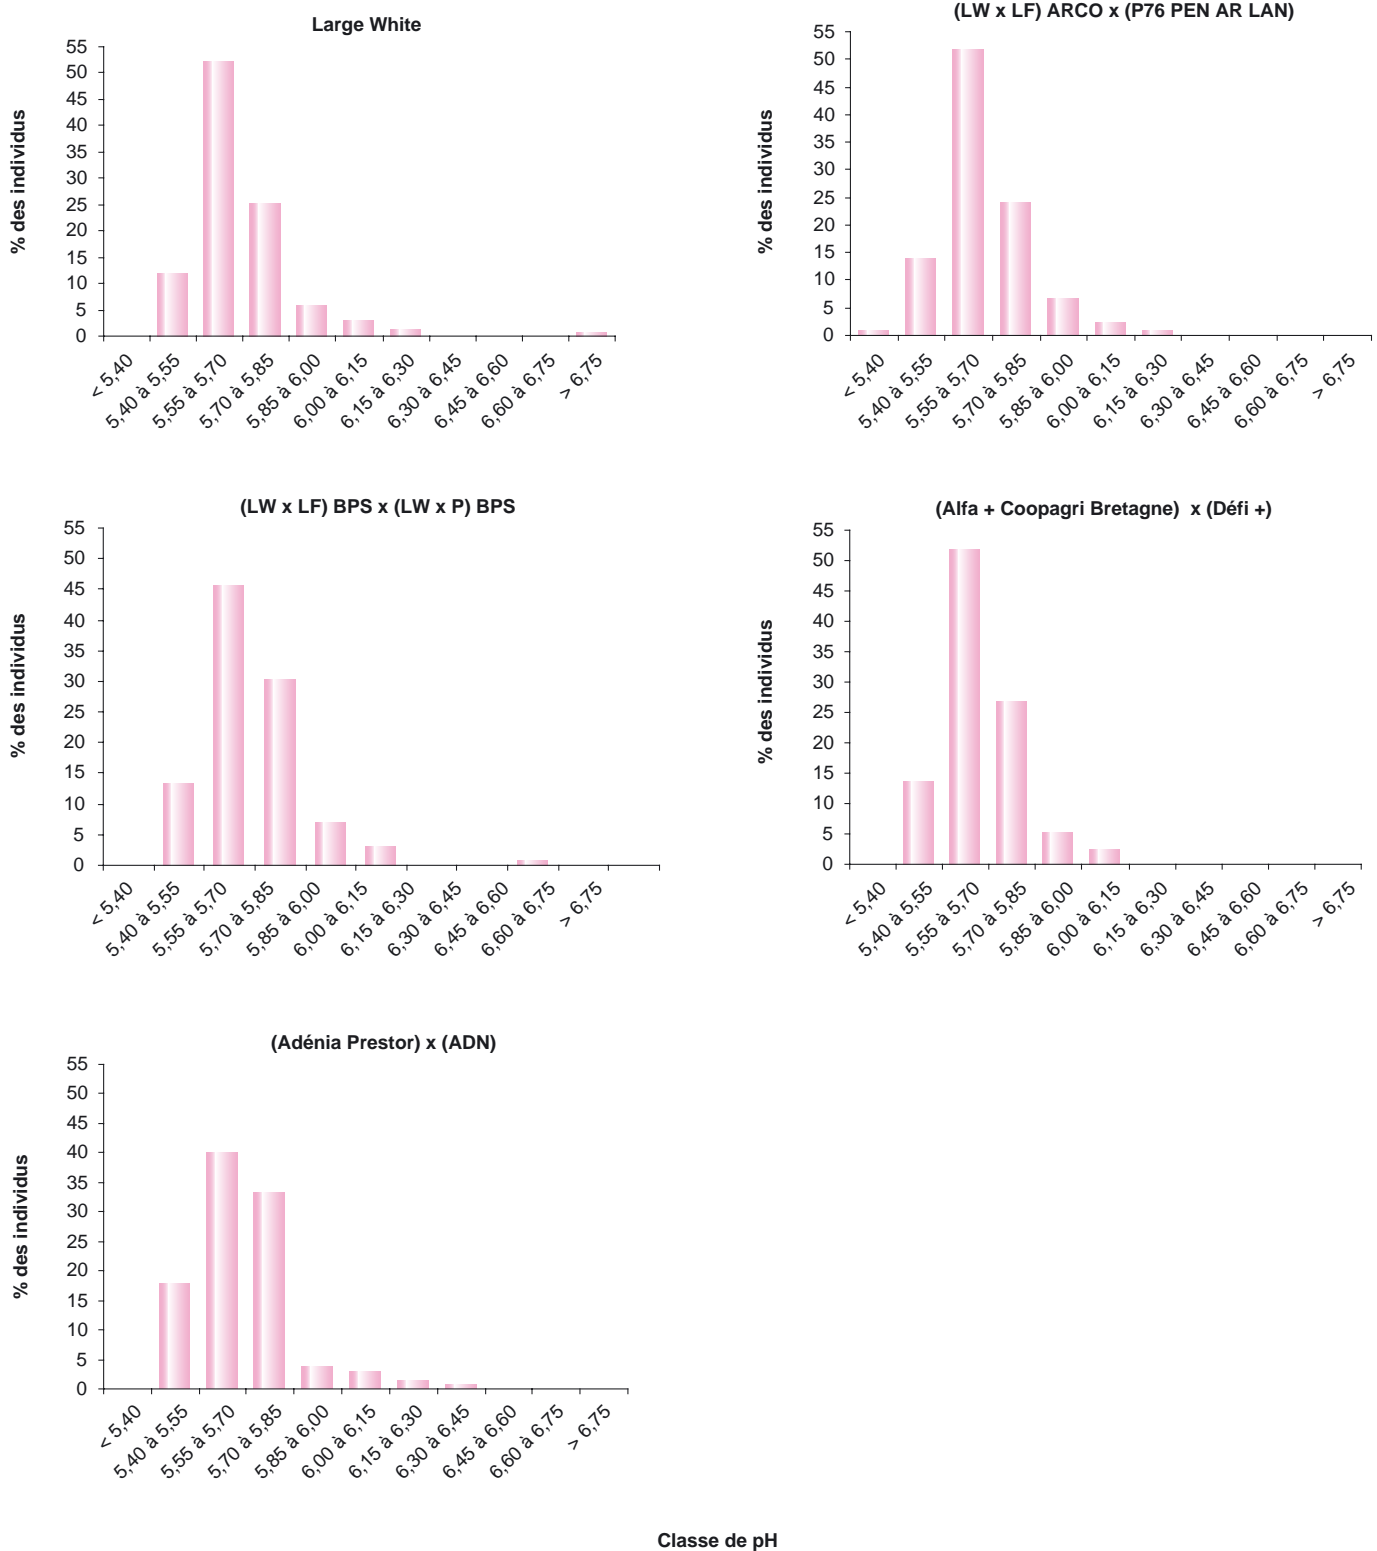 Large White
% des individus
55
50
45
40
35
30
25
20
15
10
5
0
< 5,40
5,40 à 5,55
5,55 à 5,70
5,70 à 5,85
5,85 à 6,00
6,00 à 6,15
6,15 à 6,30
6,30 à 6,45
6,45 à 6,60
6,60 à 6,75
> 6,75
(LW x LF) ARCO x (P76 PEN AR LAN)
% des individus
55
50
45
40
35
30
25
20
15
10
5
0
< 5,40
5,40 à 5,55
5,55 à 5,70
5,70 à 5,85
5,85 à 6,00
6,00 à 6,15
6,15 à 6,30
6,30 à 6,45
6,45 à 6,60
6,60 à 6,75
> 6,75
(LW x LF) BPS x (LW x P) BPS
% des individus
55
50
45
40
35
30
25
20
15
10
5
0
< 5,40
5,40 à 5,55
5,55 à 5,70
5,70 à 5,85
5,85 à 6,00
6,00 à 6,15
6,15 à 6,30
6,30 à 6,45
6,45 à 6,60
6,60 à 6,75
> 6,75
(Alfa + Coopagri Bretagne) x (Défi +)
% des individus
55
50
45
40
35
30
25
20
15
10
5
0
< 5,40
5,40 à 5,55
5,55 à 5,70
5,70 à 5,85
5,85 à 6,00
6,00 à 6,15
6,15 à 6,30
6,30 à 6,45
6,45 à 6,60
6,60 à 6,75
> 6,75
(Adénia Prestor) x (ADN)
% des individus
55
50
45
40
35
30
25
20
15
10
5
0
< 5,40
5,40 à 5,55
5,55 à 5,70
5,70 à 5,85
5,85 à 6,00
6,00 à 6,15
6,15 à 6,30
6,30 à 6,45
6,45 à 6,60
6,60 à 6,75
> 6,75
Classe de pH